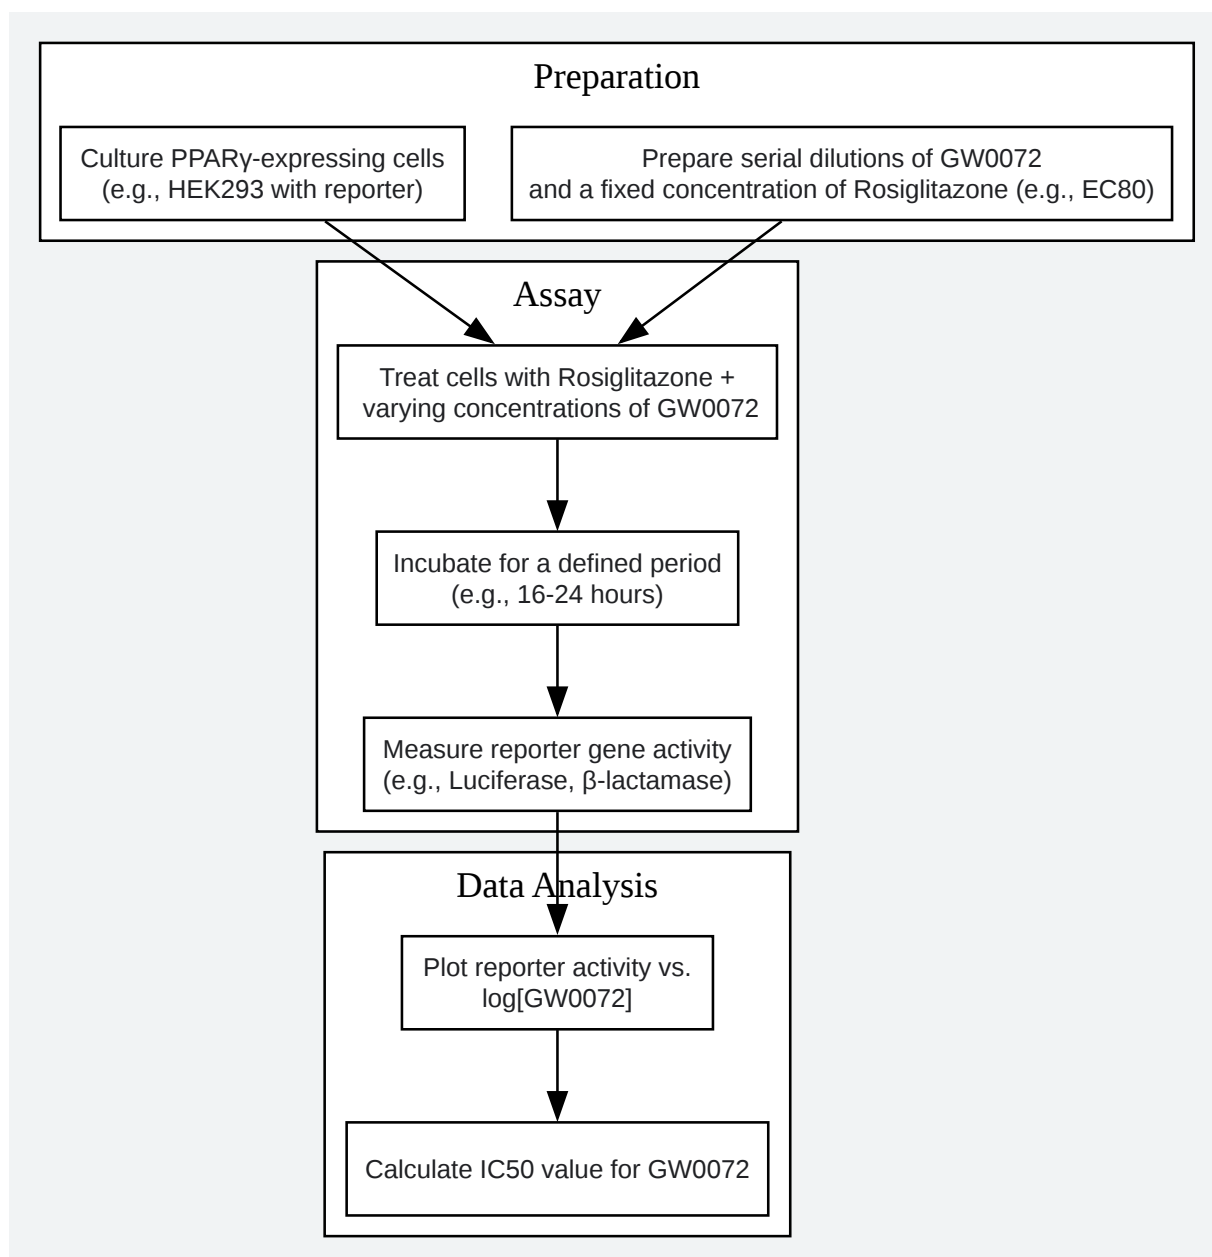 Preparation
Culture PPARγ-expressing cells
(e.g., HEK293 with reporter)
Prepare serial dilutions of GW0072
and a fixed concentration of Rosiglitazone (e.g., EC80)
Assay
Treat cells with Rosiglitazone +
varying concentrations of GW0072
Incubate for a defined period
(e.g., 16-24 hours)
Measure reporter gene activity
(e.g., Luciferase, β-lactamase)
Data Analysis
Plot reporter activity vs.
log[GW0072]
Calculate IC50 value for GW0072